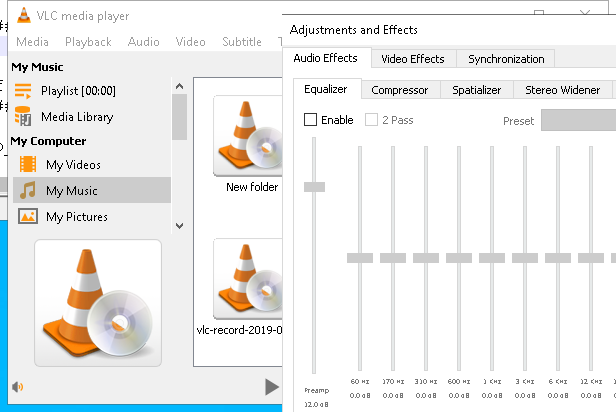 VLC media player
Media Playback Audio Video Subtitle
My Music
Playlist [00:00]
Media Library
My Computer
My Videos
My Music
My Pictures
New folder
vlc-record-2019-0
Adjustments and Effects
Audio Effects Video Effects Synchronization
Equalizer Compressor Spatializer Stereo Widener
Enable 2 Pass Preset
60 Hz 170 Hz 310 Hz 600 Hz 1 KHz 3 KHz 6 KHz 12 KHz
Preamp 0.0 dB 0.0 dB 0.0 dB 0.0 dB 0.0 dB 0.0 dB 0.0 dB 0.0 dB
12.0 dB